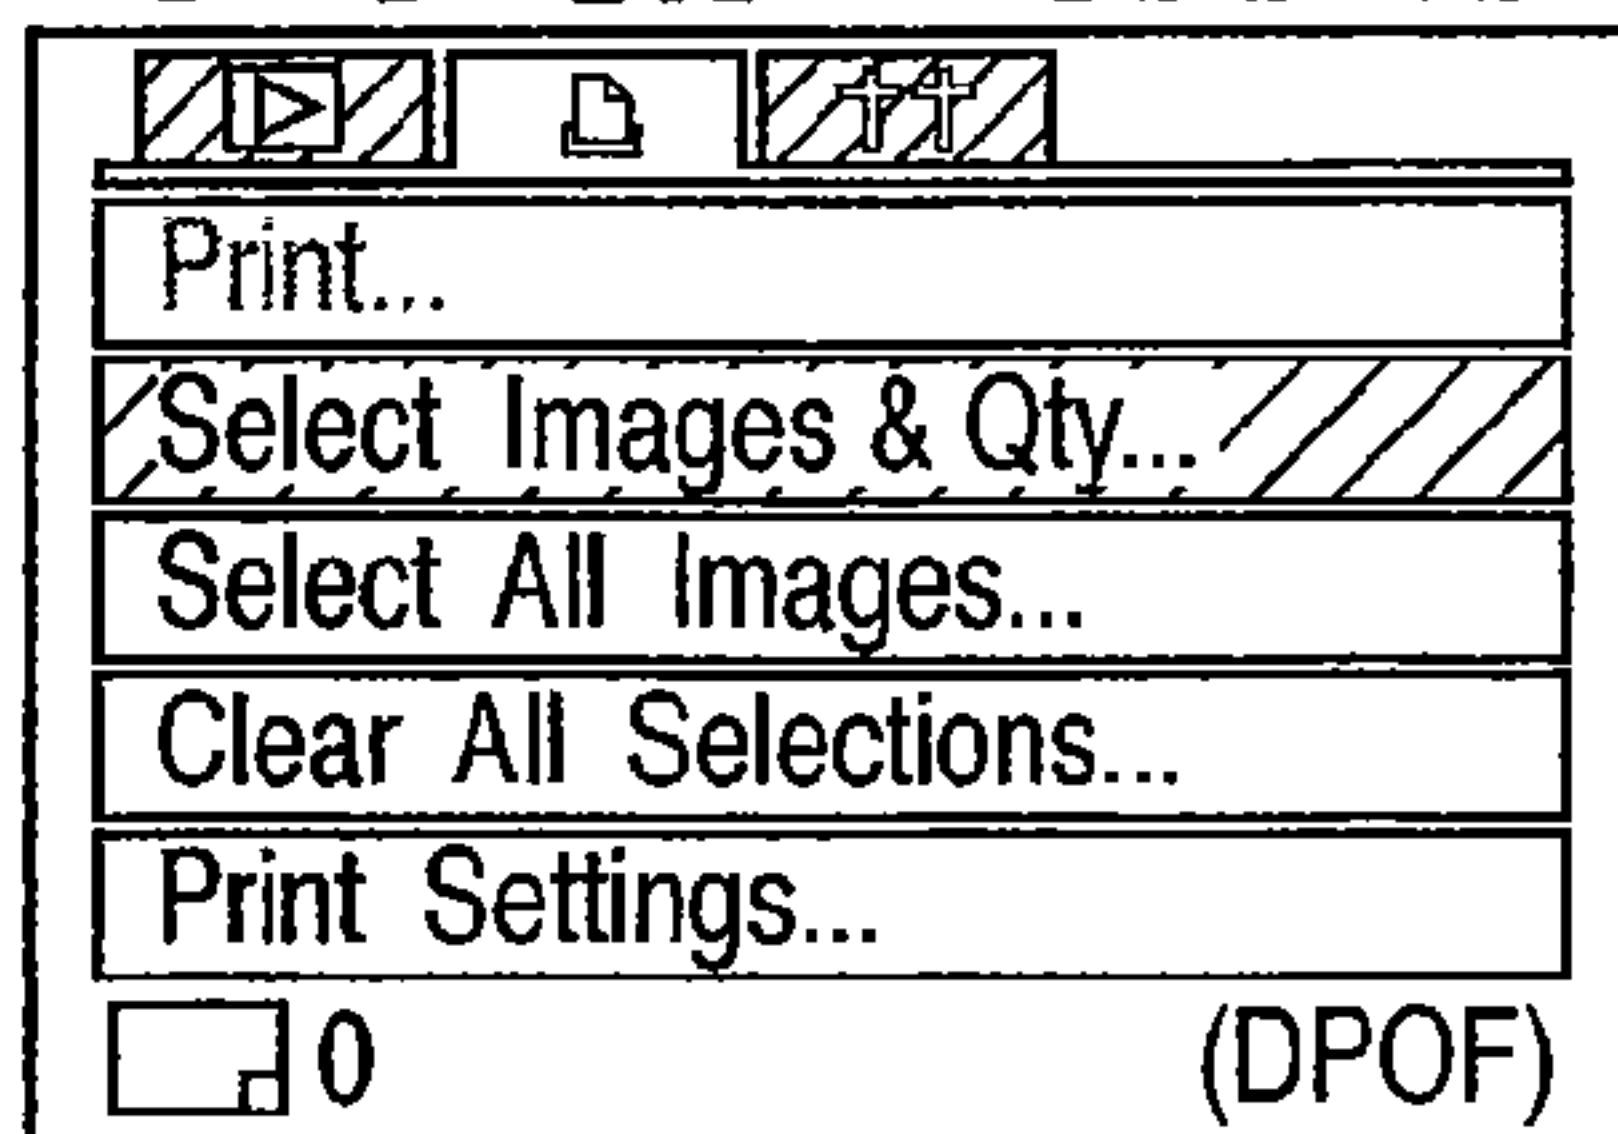 Print...
Select Images & Qty...
Select All Images...
Clear All Selections...
Print Settings...
0 (DPOF)